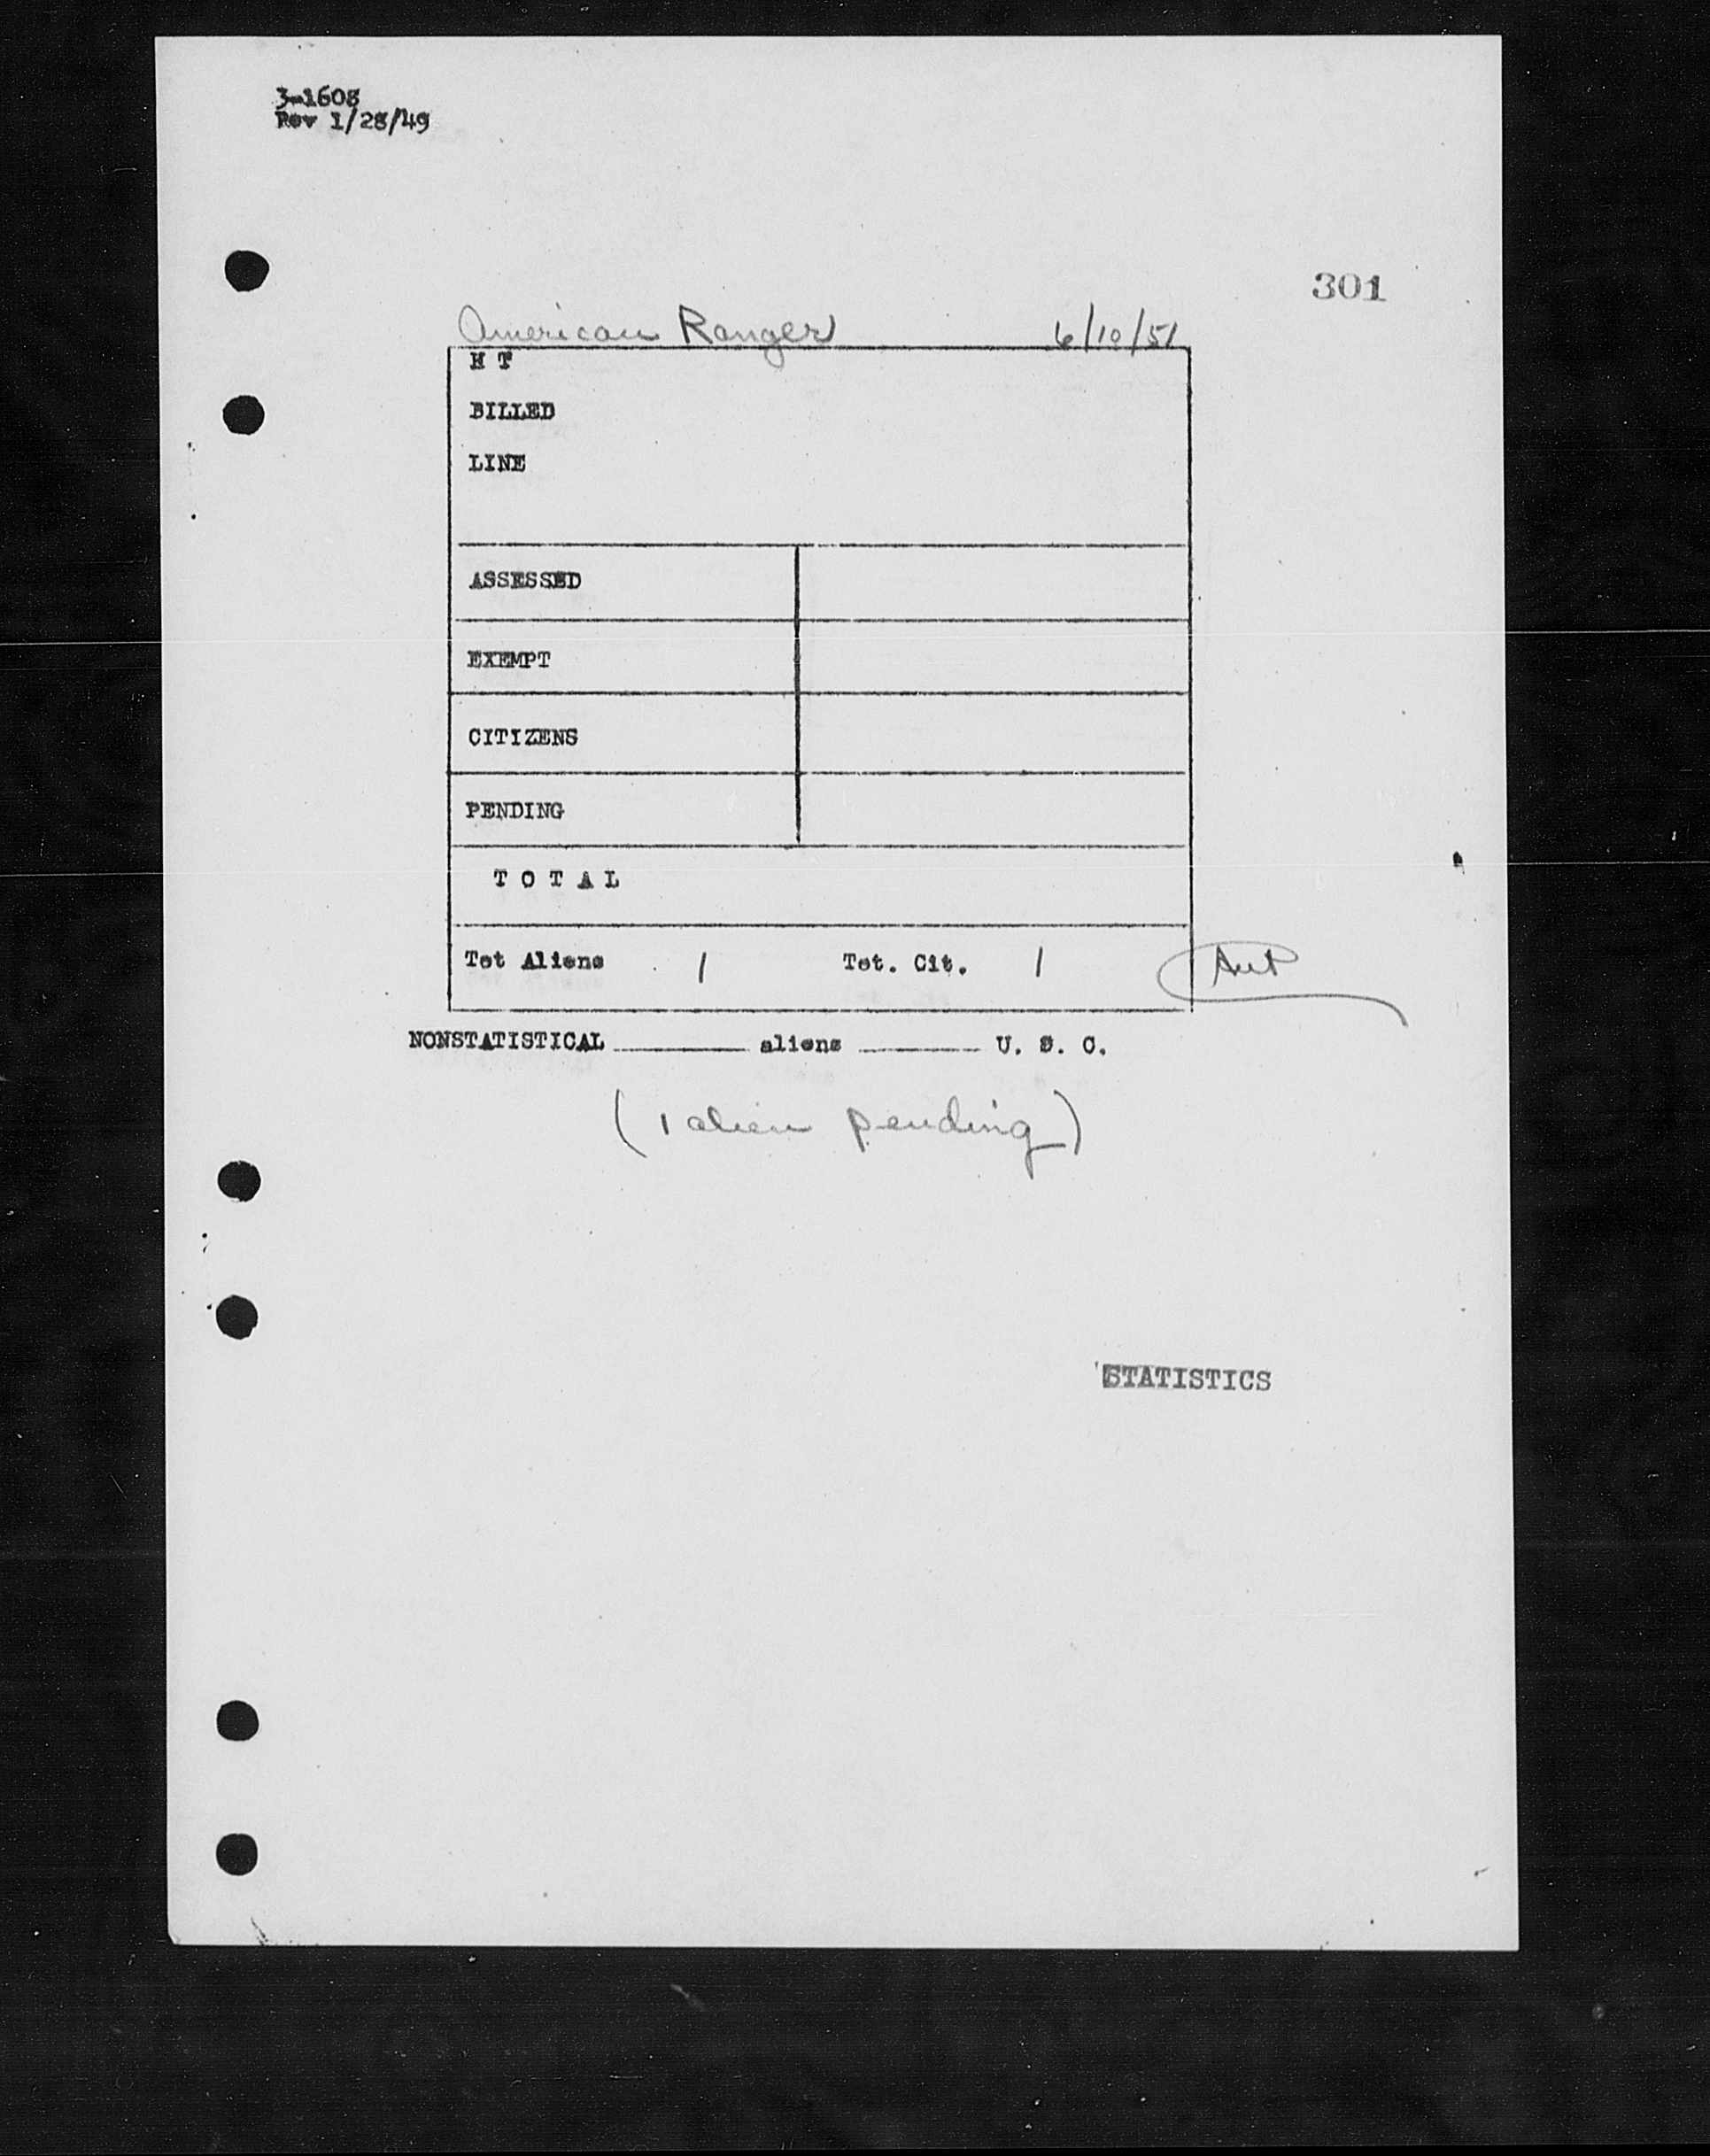 3-1608
Rev 1/28/49
301
American Ranger 6/10/51
H T
BILLED
LINE
ASSESSED
EXEMPT
CITIZENS
PENDING
T O T A L
Tot Aliens 1 Tot. Cit. 1
NONSTATISTICAL aliens U. S. C.
(1 alien pending)
STATISTICS